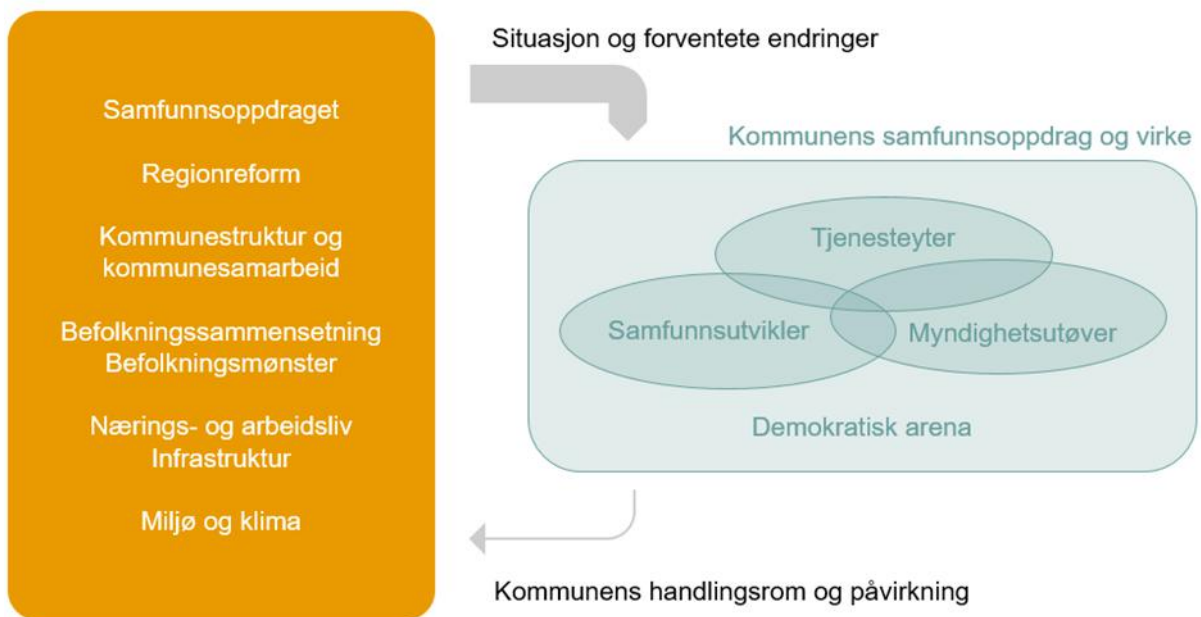 Samfunnsoppdraget
Regionreform
Kommunestruktur og
kommunesamarbeid
Befolkningssammensetning
Befolkningsmønster
Nærings- og arbeidsliv
Infrastruktur
Miljø og klima
Situasjon og forventete endringer
Kommunens samfunnsoppdrag og virke
Tjenesteyter
Samfunnsutvikler
Myndighetsutøver
Demokratisk arena
Kommunens handlingsrom og påvirkning